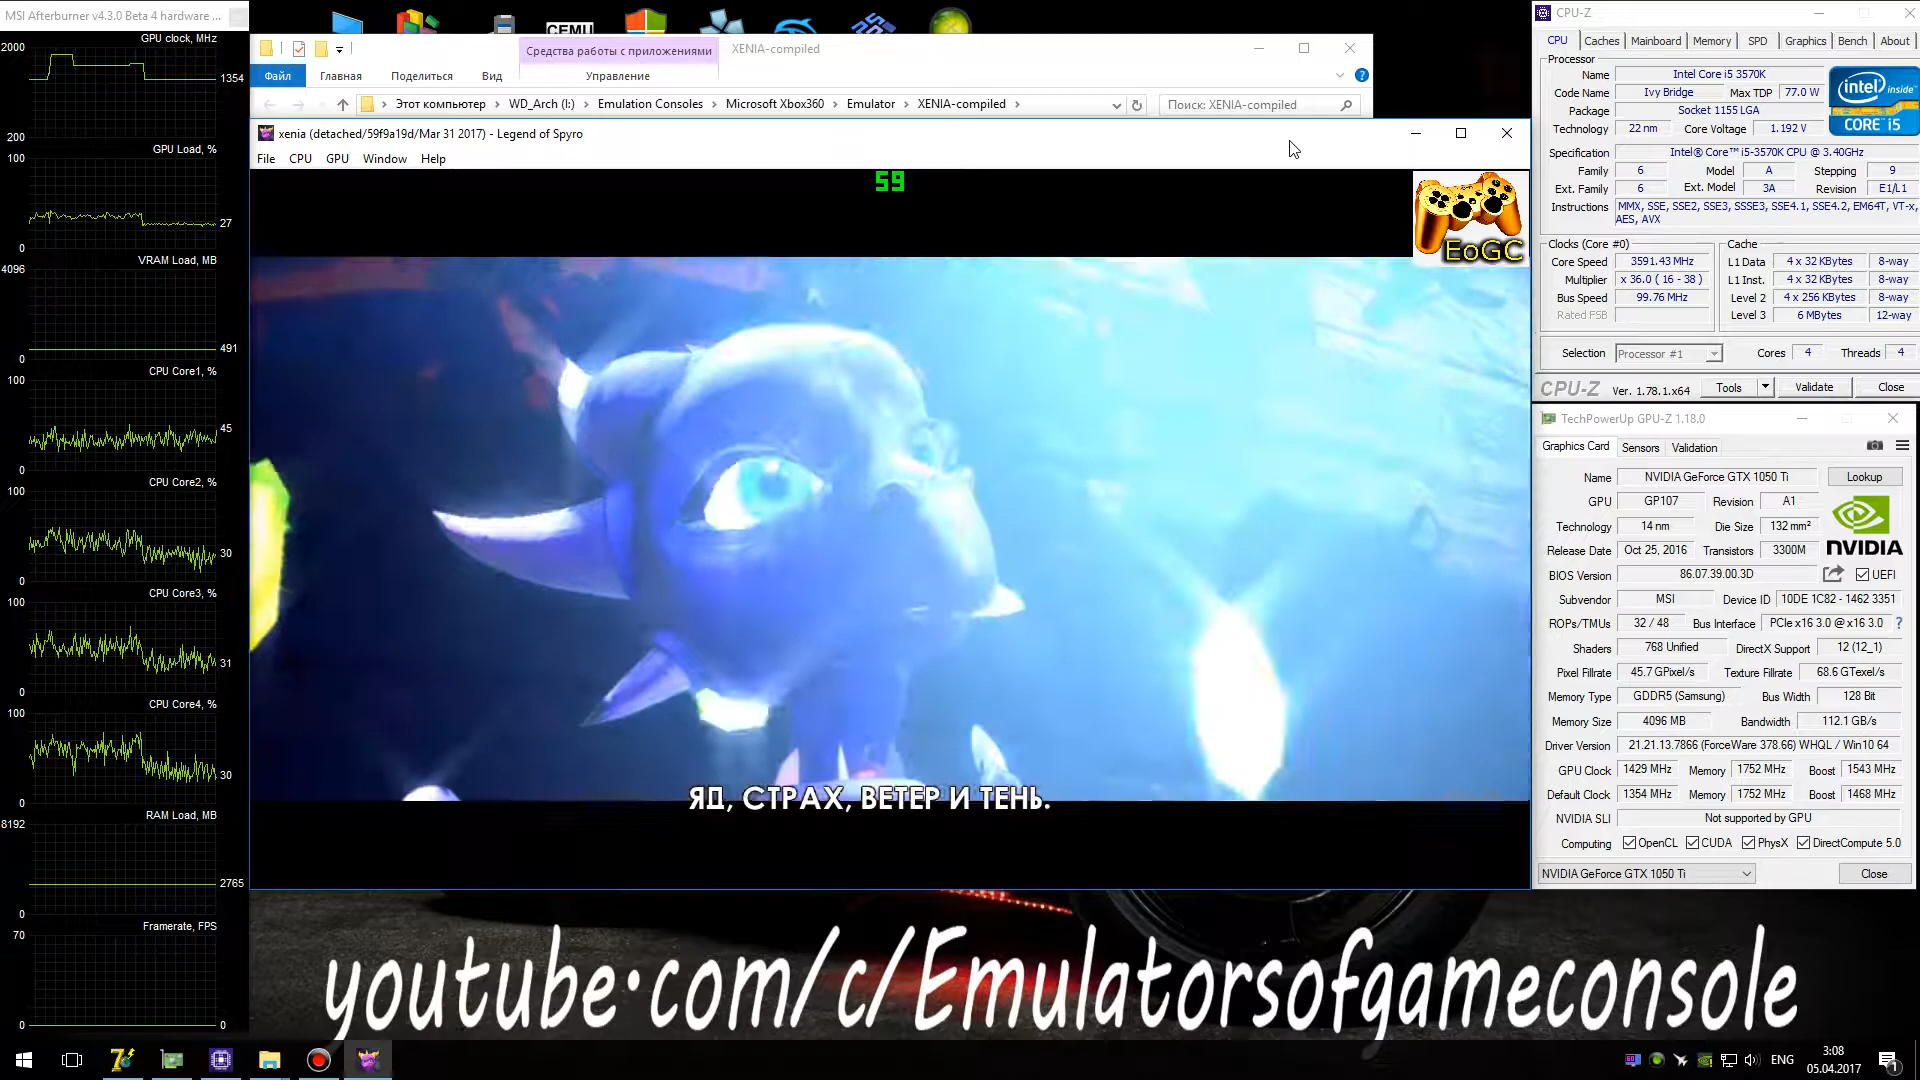 MSI Afterburner v4.3.0 Beta 4 hardware ...
GPU clock, MHz
2000
1354
200
GPU Load, %
100
27
0
VRAM Load, MB
4096
491
0
CPU Core1, %
100
45
0
CPU Core2, %
100
30
0
CPU Core3, %
100
31
0
CPU Core4, %
100
30
0
RAM Load, MB
8192
2765
0
Framerate, FPS
70
0
0
CEMU
Средства работы с приложениями
XENIA-compiled
Файл
Главная
Поделиться
Вид
Управление
Этот компьютер
WD_Arch (I:)
Emulation Consoles
Microsoft Xbox360
Emulator
XENIA-compiled
Поиск: XENIA-compiled
xenia (detached/59f9a19d/Mar 31 2017) - Legend of Spyro
File
CPU
GPU
Window
Help
59
EoGC
ЯД, СТРАХ, ВЕТЕР И ТЕНЬ.
youtube.com/c/Emulatorsofgameconsole
CPU-Z
CPU
Caches
Mainboard
Memory
SPD
Graphics
Bench
About
Processor
Name Intel Core i5 3570K
Code Name Ivy Bridge Max TDP 77.0 W
Package Socket 1155 LGA
Technology 22 nm Core Voltage 1.192 V
intel inside™
CORE i5
Specification Intel® Core™ i5-3570K CPU @ 3.40GHz
Family 6 Model A Stepping 9
Ext. Family 6 Ext. Model 3A Revision E1/L1
Instructions MMX, SSE, SSE2, SSE3, SSSE3, SSE4.1, SSE4.2, EM64T, VT-x,
AES, AVX
Clocks (Core #0)
Core Speed 3591.43 MHz
Multiplier x 36.0 ( 16 - 38 )
Bus Speed 99.76 MHz
Rated FSB
Cache
L1 Data 4 x 32 KBytes 8-way
L1 Inst. 4 x 32 KBytes 8-way
Level 2 4 x 256 KBytes 8-way
Level 3 6 MBytes 12-way
Selection Processor #1 Cores 4 Threads 4
CPU-Z Ver. 1.78.1.x64 Tools Validate Close
TechPowerUp GPU-Z 1.18.0
Graphics Card
Sensors
Validation
Name NVIDIA GeForce GTX 1050 Ti Lookup
GPU GP107 Revision A1
Technology 14 nm Die Size 132 mm²
Release Date Oct 25, 2016 Transistors 3300M
NVIDIA
BIOS Version 86.07.39.00.3D UEFI
Subvendor MSI Device ID 10DE 1C82 - 1462 3351
ROPs/TMUs 32 / 48 Bus Interface PCIe x16 3.0 @ x16 3.0 ?
Shaders 768 Unified DirectX Support 12 (12_1)
Pixel Fillrate 45.7 GPixel/s Texture Fillrate 68.6 GTexel/s
Memory Type GDDR5 (Samsung) Bus Width 128 Bit
Memory Size 4096 MB Bandwidth 112.1 GB/s
Driver Version 21.21.13.7866 (ForceWare 378.66) WHQL / Win10 64
GPU Clock 1429 MHz Memory 1752 MHz Boost 1543 MHz
Default Clock 1354 MHz Memory 1752 MHz Boost 1468 MHz
NVIDIA SLI Not supported by GPU
Computing OpenCL CUDA PhysX DirectCompute 5.0
NVIDIA GeForce GTX 1050 Ti Close
ENG
3:08
05.04.2017
1